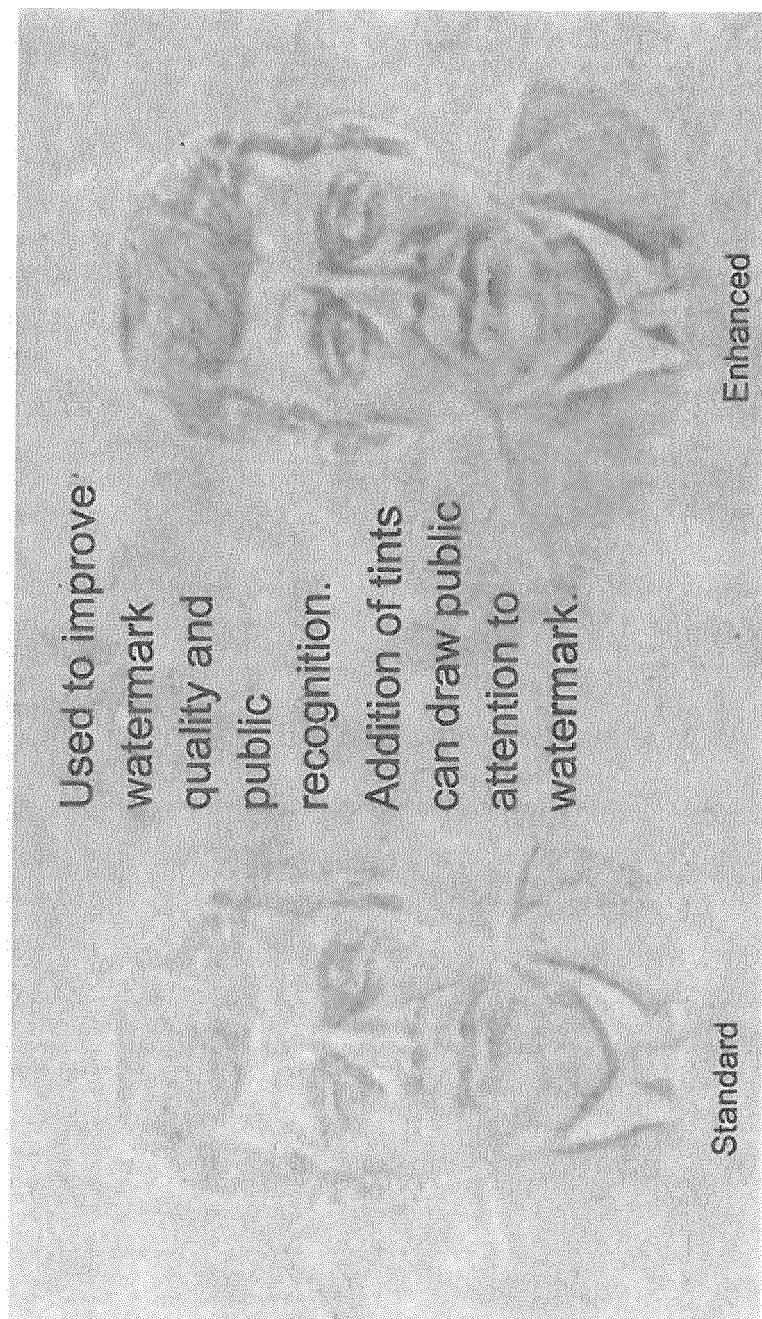 Used to improve
watermark
quality and
public
recognition.
Addition of tints
can draw public
attention to
watermark.
Standard
Enhanced